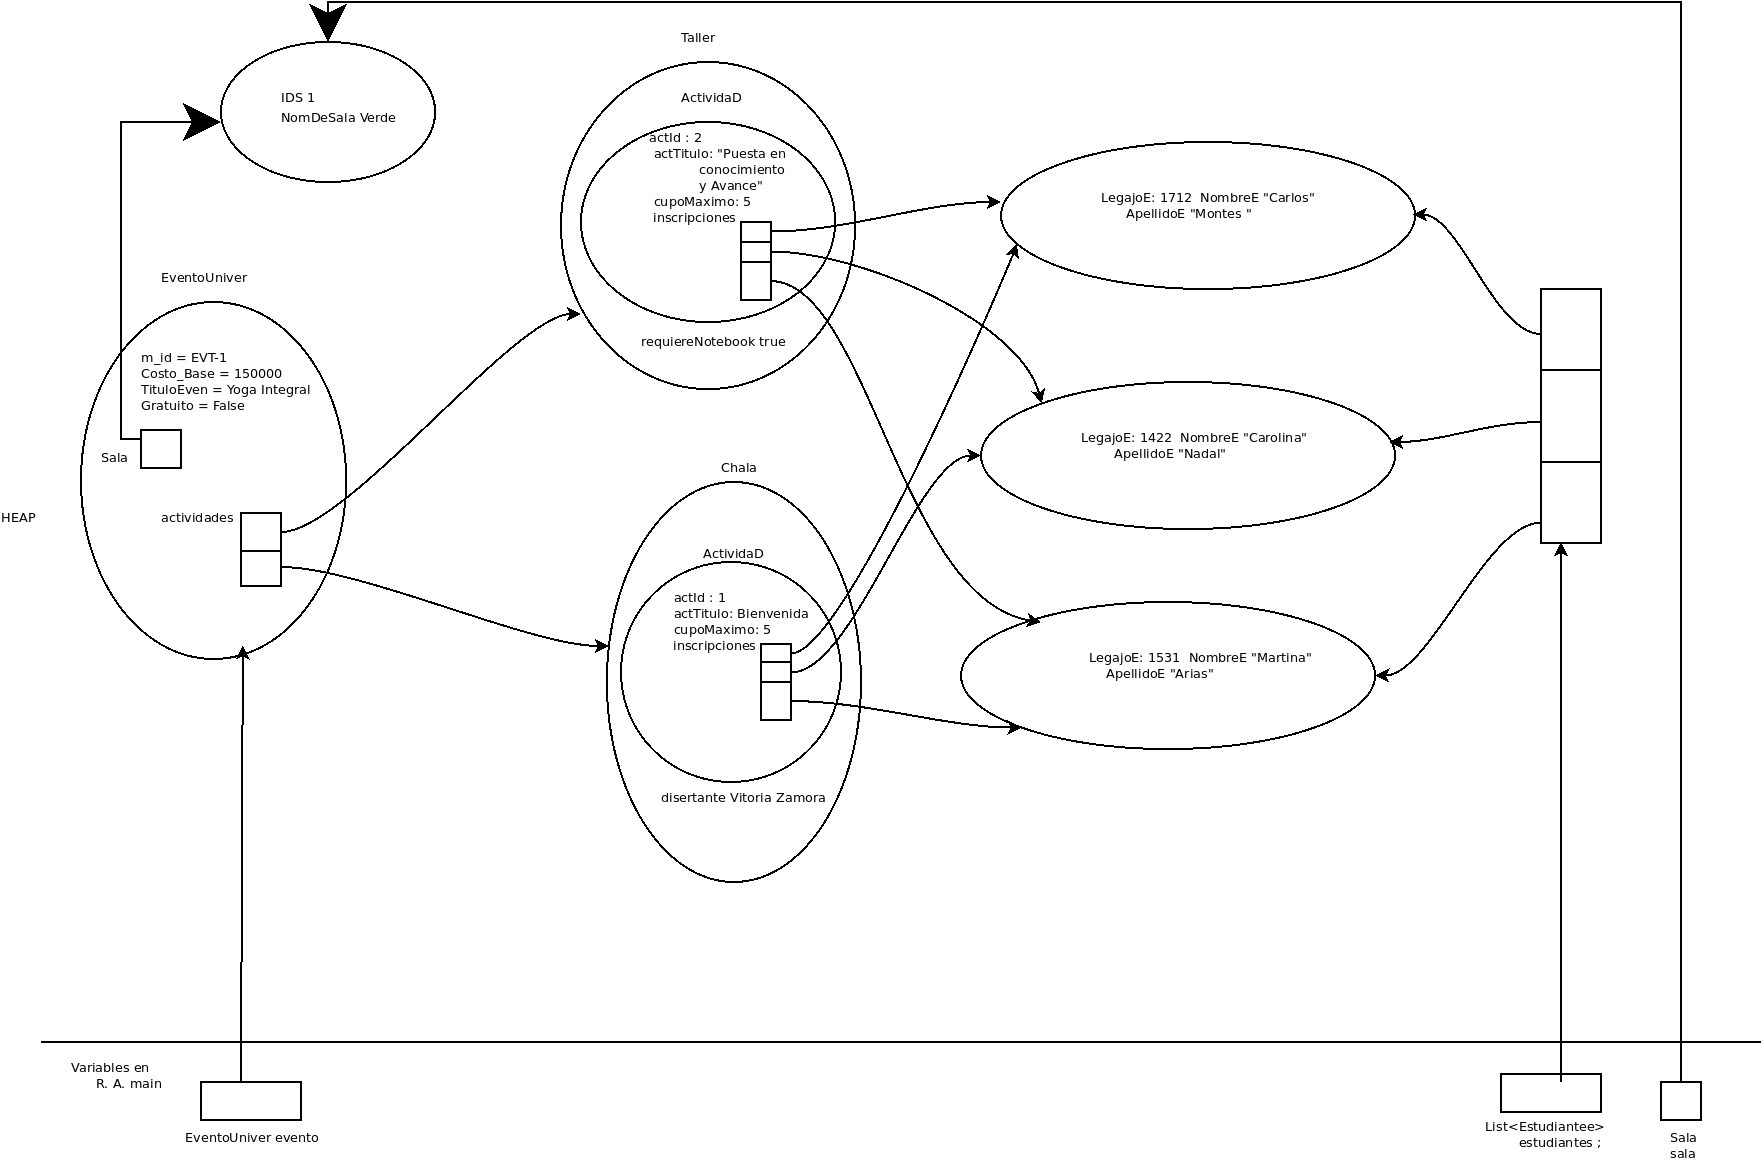 Taller
IDS 1
NomDeSala Verde
ActividaD
actId : 2
actTitulo: "Puesta en
conocimiento
y Avance"
cupoMaximo: 5
inscripciones
requiereNotebook true
LegajoE: 1712  NombreE "Carlos"
ApellidoE "Montes "
EventoUniver
m_id = EVT-1
Costo_Base = 150000
TituloEven = Yoga Integral
Gratuito = False
Sala
actividades
HEAP
LegajoE: 1422  NombreE "Carolina"
ApellidoE "Nadal"
Chala
ActividaD
actId : 1
actTitulo: Bienvenida
cupoMaximo: 5
inscripciones
disertante Vitoria Zamora
LegajoE: 1531  NombreE "Martina"
ApellidoE "Arias"
Variables en
R. A. main
EventoUniver evento
List<Estudiantee>
estudiantes ;
Sala
sala